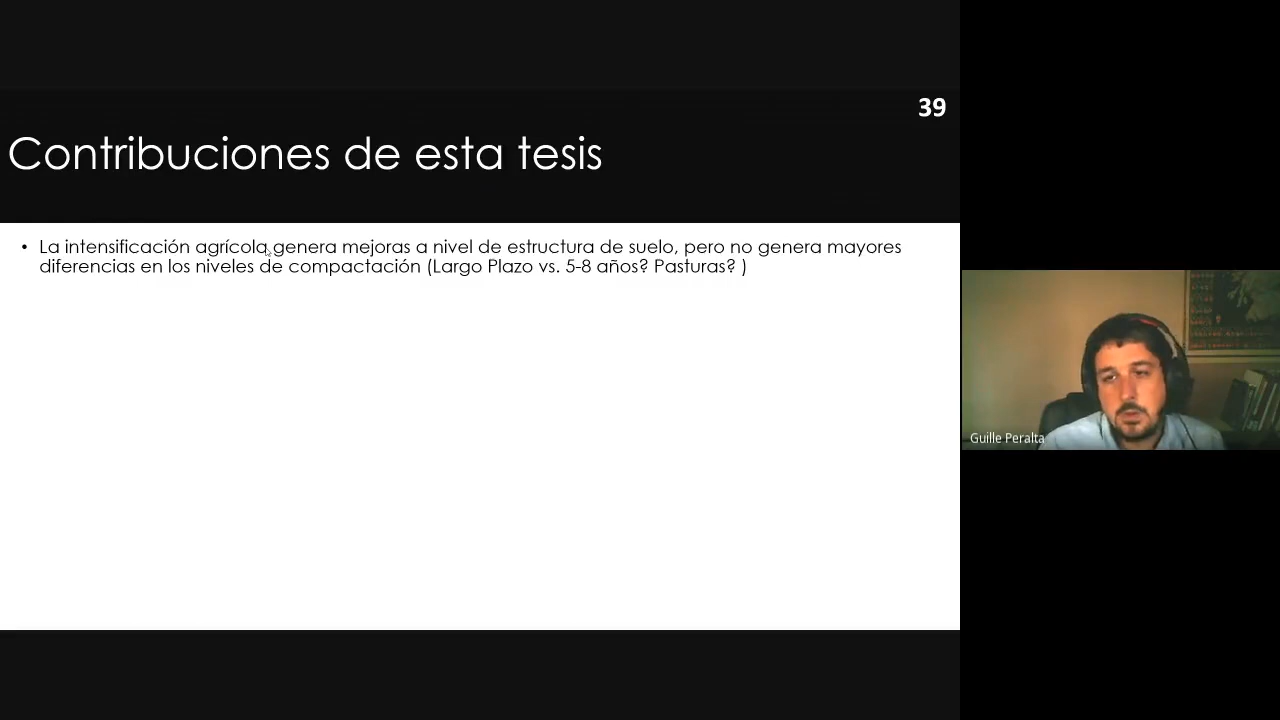 39
Contribuciones de esta tesis
• La intensificación agrícola genera mejoras a nivel de estructura de suelo, pero no genera mayores
diferencias en los niveles de compactación (Largo Plazo vs. 5-8 años? Pasturas? )
Guille Peralta